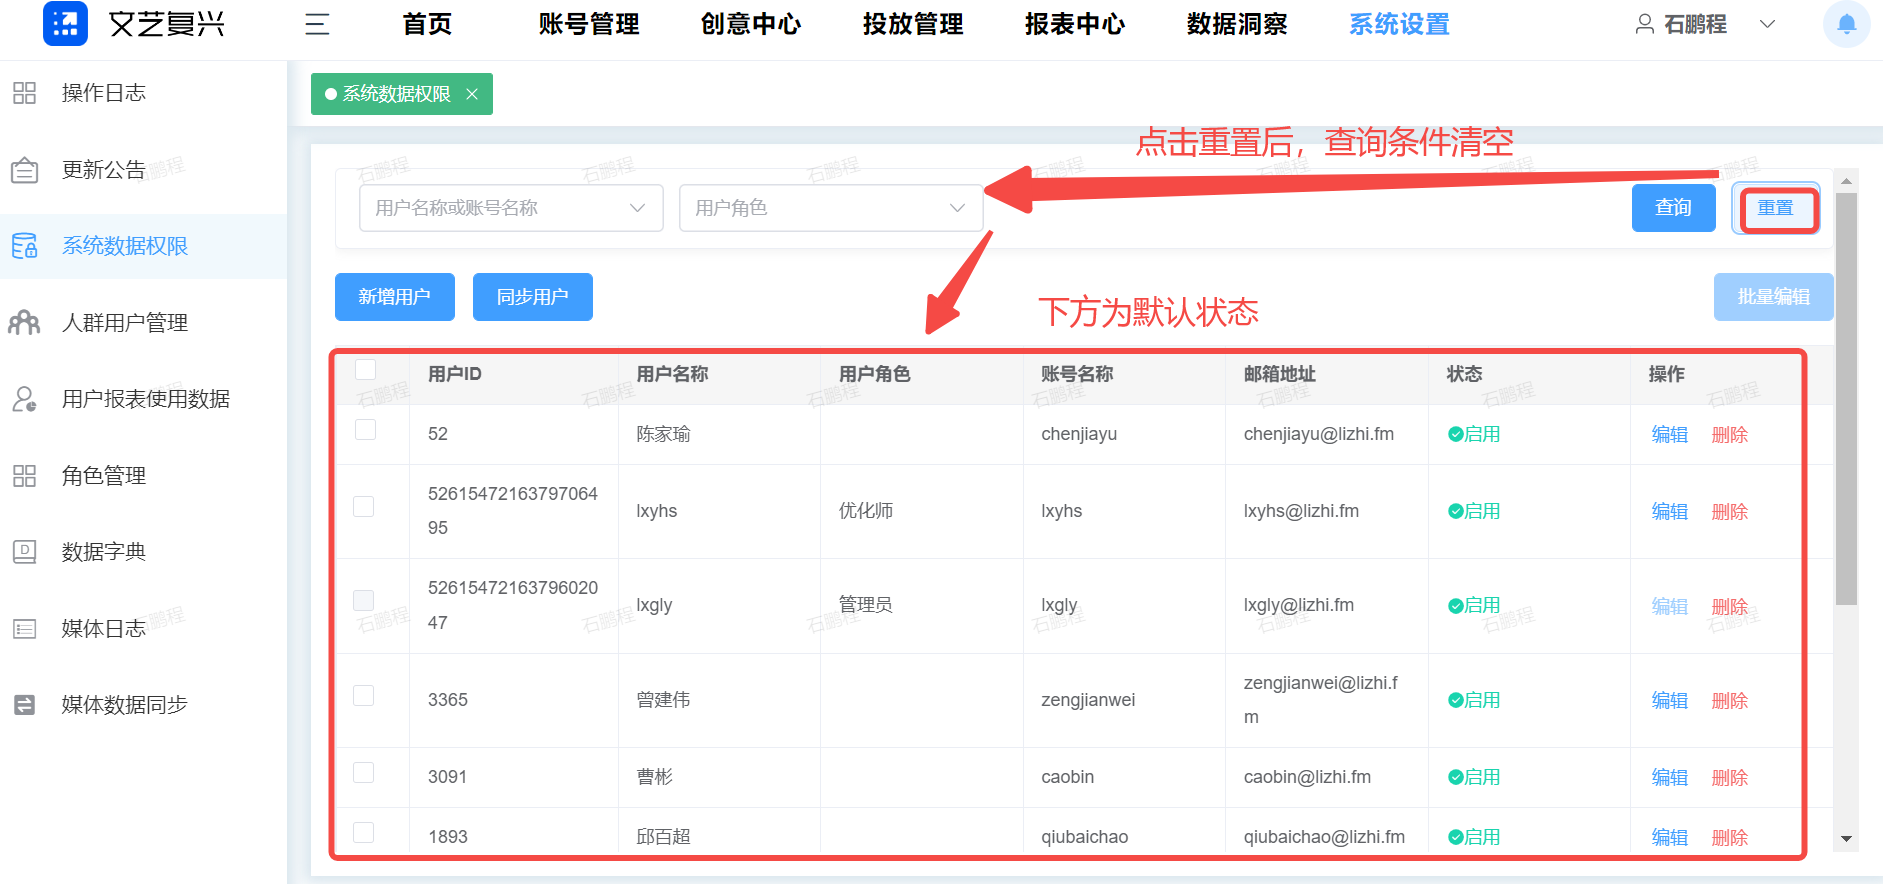 文艺复兴
首页
账号管理
创意中心
投放管理
报表中心
数据洞察
系统设置
石鹏程
操作日志
更新公告
系统数据权限
人群用户管理
用户报表使用数据
角色管理
数据字典
媒体日志
媒体数据同步
系统数据权限
点击重置后，查询条件清空
用户名称或账号名称
用户角色
查询
重置
新增用户
同步用户
下方为默认状态
批量编辑
用户ID 用户名称 用户角色 账号名称 邮箱地址 状态 操作
52 陈家瑜 chenjiayu chenjiayu@lizhi.fm 启用 编辑 删除
52615472163797064
95
lxyhs 优化师 lxyhs lxyhs@lizhi.fm 启用 编辑 删除
52615472163796020
47
lxgly 管理员 lxgly lxgly@lizhi.fm 启用 编辑 删除
3365 曾建伟 zengjianwei
zengjianwei@lizhi.f
m
启用 编辑 删除
3091 曹彬 caobin caobin@lizhi.fm 启用 编辑 删除
1893 邱百超 qiubaichao qiubaichao@lizhi.fm 启用 编辑 删除